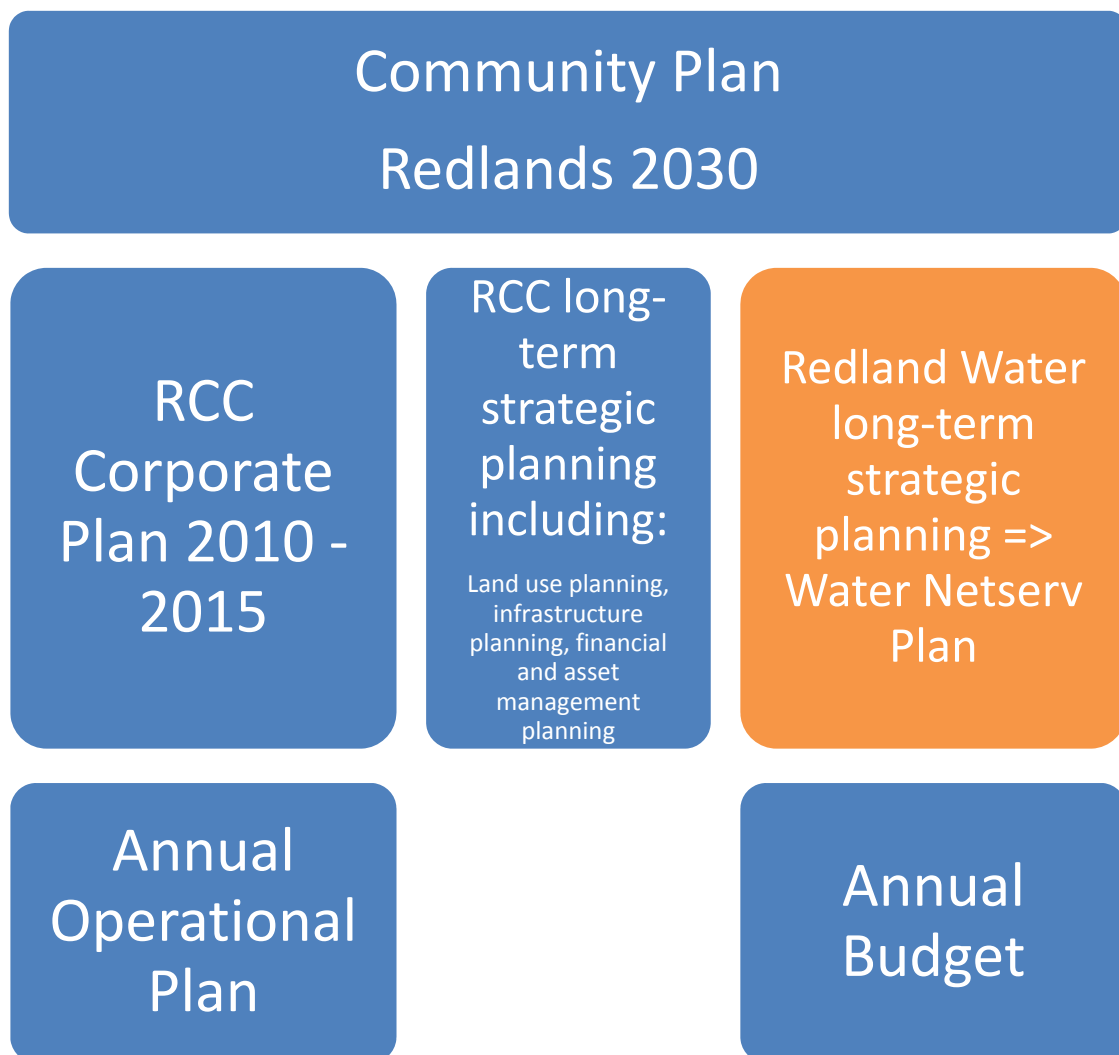 Community Plan
Redlands 2030
RCC
Corporate
Plan 2010 -
2015
RCC long-
term
strategic
planning
including:
Land use planning,
infrastructure
planning, financial
and asset
management
planning
Redland Water
long-term
strategic
planning =>
Water Netserv
Plan
Annual
Operational
Plan
Annual
Budget